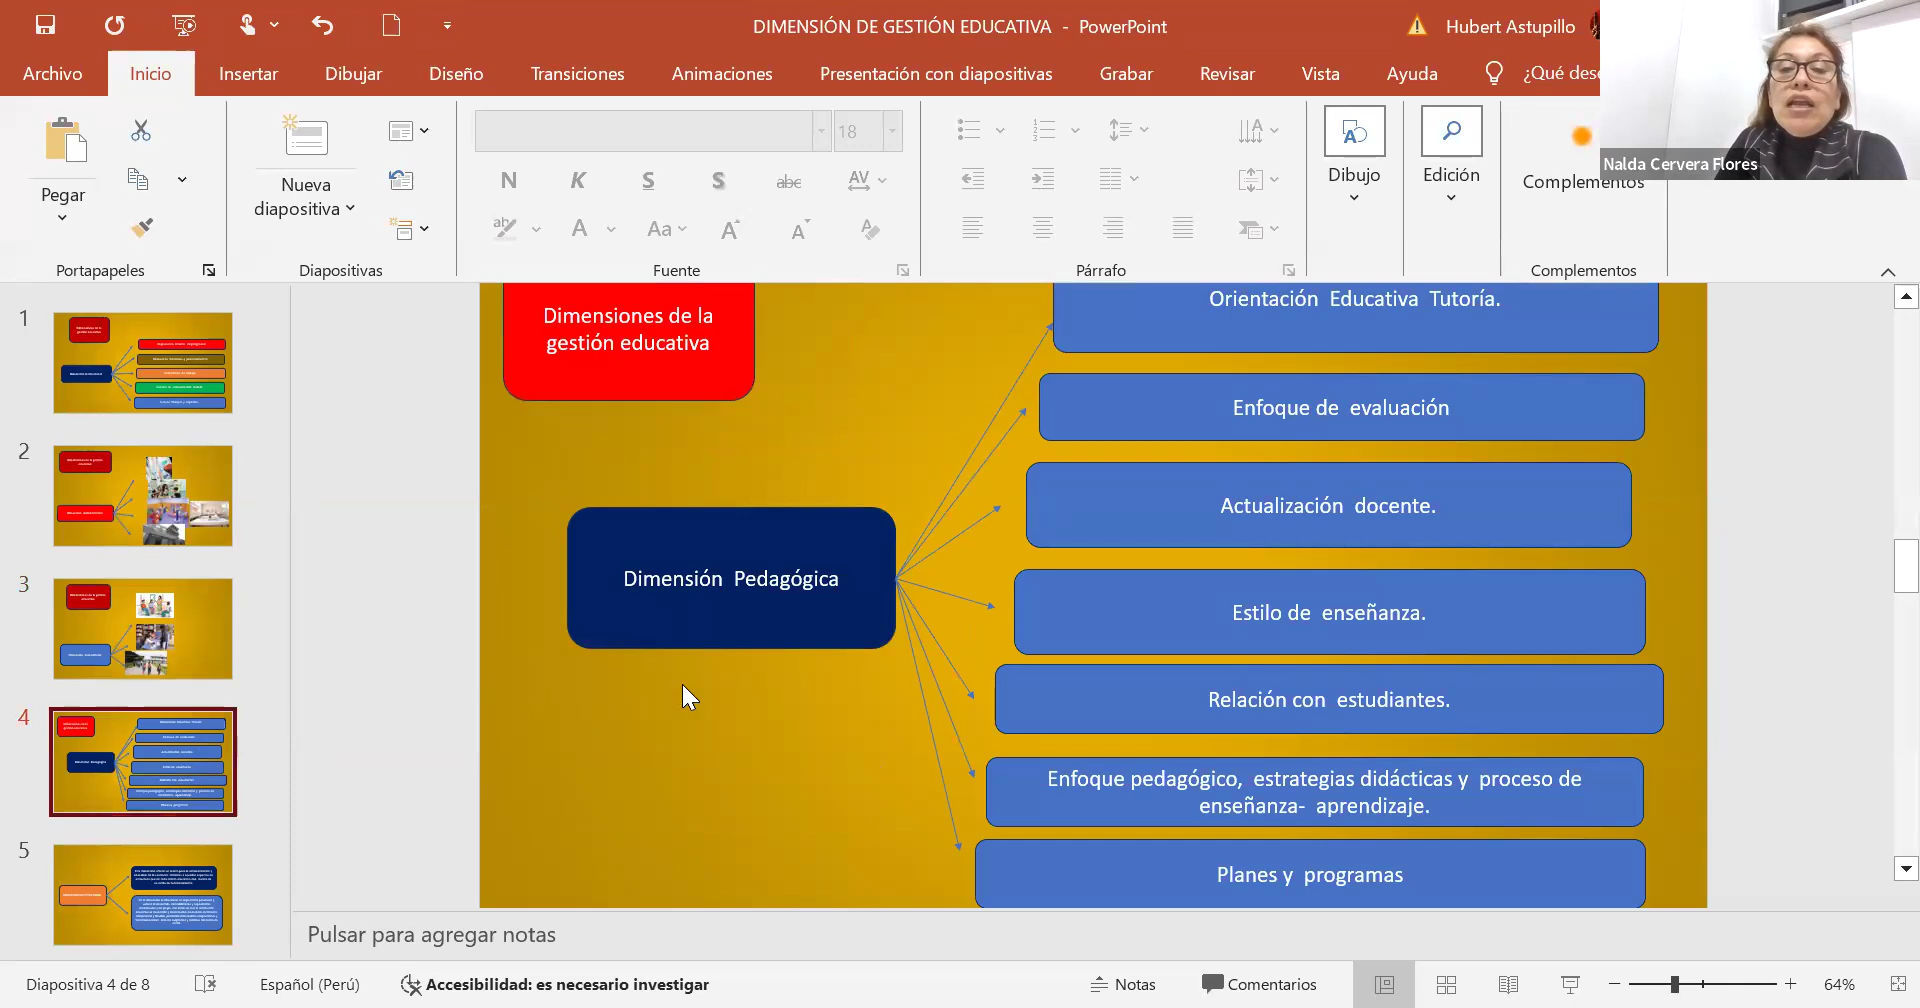 DIMENSIÓN DE GESTIÓN EDUCATIVA - PowerPoint
Hubert Astupillo
Archivo
Inicio
Insertar
Dibujar
Diseño
Transiciones
Animaciones
Presentación con diapositivas
Grabar
Revisar
Vista
Ayuda
¿Qué dese
Pegar
Portapapeles
Nueva
diapositiva
Diapositivas
18
N K S S abc AV
A Aa A A
Fuente
Párrafo
Dibujo
Edición
Complementos
Complementos
Nalda Cervera Flores
1
2
3
4
5
Dimensiones de la
gestión educativa
Dimensión Pedagógica
Orientación Educativa Tutoría.
Enfoque de evaluación
Actualización docente.
Estilo de enseñanza.
Relación con estudiantes.
Enfoque pedagógico, estrategias didácticas y proceso de
enseñanza- aprendizaje.
Planes y programas
Pulsar para agregar notas
Diapositiva 4 de 8
Español (Perú)
Accesibilidad: es necesario investigar
Notas
Comentarios
64%